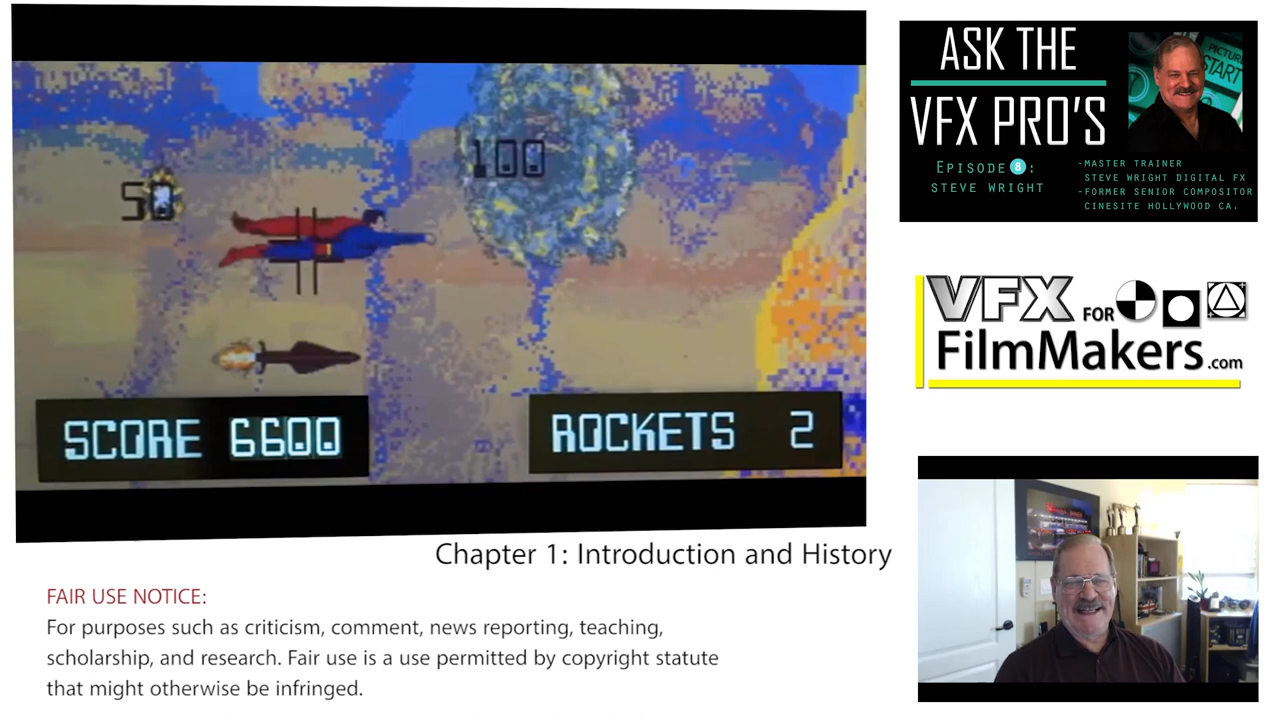 50
100
SCORE 6600
ROCKETS 2
Chapter 1: Introduction and History
FAIR USE NOTICE:
For purposes such as criticism, comment, news reporting, teaching,
scholarship, and research. Fair use is a use permitted by copyright statute
that might otherwise be infringed.
ASK THE
VFX PRO'S
EPISODE 8:
STEVE WRIGHT
-MASTER TRAINER
STEVE WRIGHT DIGITAL FX
-FORMER SENIOR COMPOSITOR
CINESITE HOLLYWOOD CA.
PICTURE
START
VFX FOR
FilmMakers.com